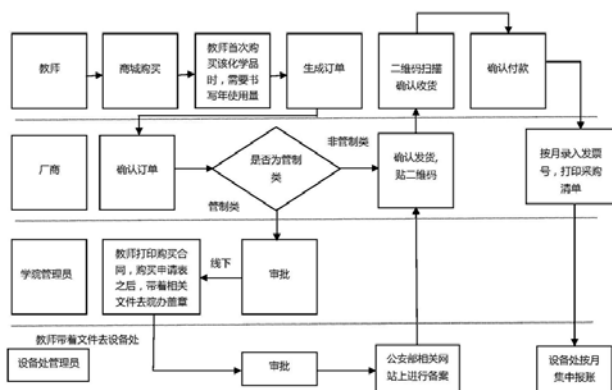 教师
商城购买
教师首次购
买该化学品
时，需要书
写年使用量
生成订单
二维码扫描
确认收货
确认付款
厂商
确认订单
是否为管制
类
非管制类
管制类
确认发货，
贴二维码
按月录入发票
号，打印采购
清单
学院管理员
教师打印购买合
同，购买申请表
之后，带着相关
文件去院办盖章
线下
审批
教师带着文件去设备处
设备处管理员
审批
公安部相关网
站上进行备案
设备处按月
集中报账